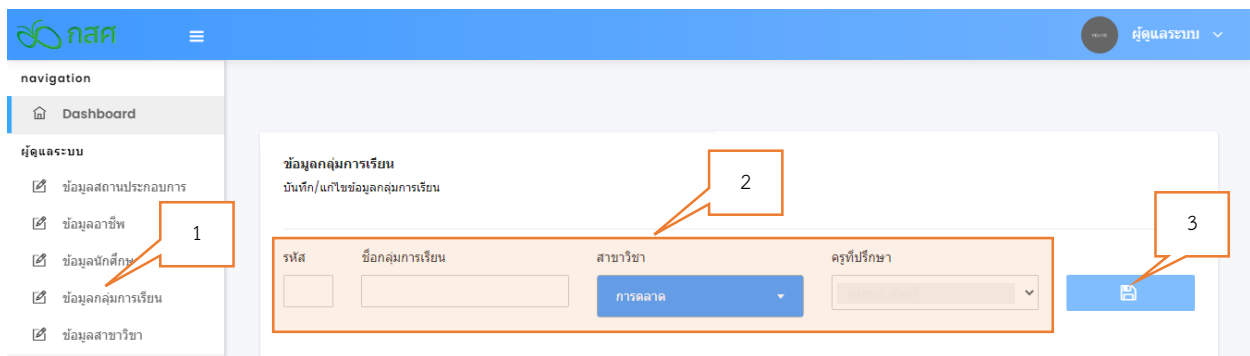 กสศ
ผู้ดูแลระบบ
navigation
Dashboard
ผู้ดูแลระบบ
ข้อมูลสถานประกอบการ
ข้อมูลอาชีพ
ข้อมูลนักศึกษ
ข้อมูลกลุ่มการเรียน
ข้อมูลสาขาวิชา
1
ข้อมูลกลุ่มการเรียน
บันทึก/แก้ไขข้อมูลกลุ่มการเรียน
2
3
รหัส ชื่อกลุ่มการเรียน สาขาวิชา ครูที่ปรึกษา
การตลาด